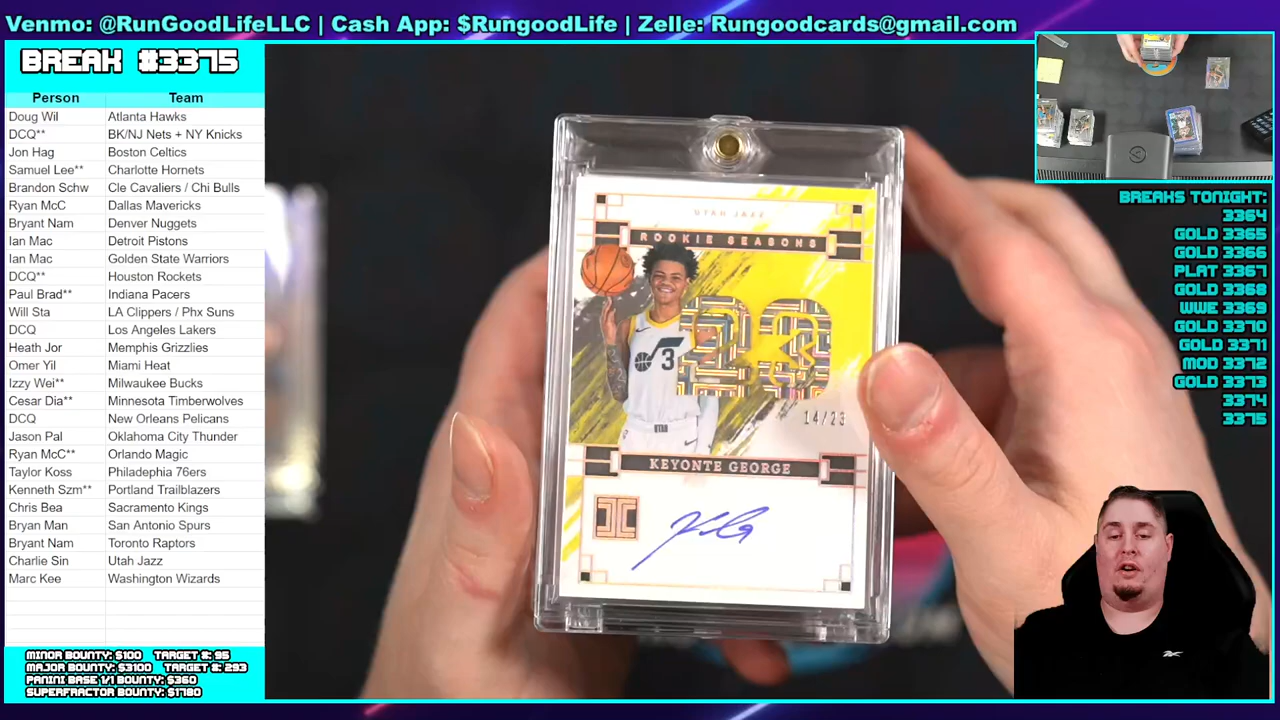 Venmo: @RunGoodLifeLLC | Cash App: $RungoodLife | Zelle: Rungoodcards@gmail.com
BREAK #3375
Person Team
Doug Wil Atlanta Hawks
DCQ** BK/NJ Nets + NY Knicks
Jon Hag Boston Celtics
Samuel Lee** Charlotte Hornets
Brandon Schw Cle Cavaliers / Chi Bulls
Ryan McC Dallas Mavericks
Bryant Nam Denver Nuggets
Ian Mac Detroit Pistons
Ian Mac Golden State Warriors
DCQ** Houston Rockets
Paul Brad** Indiana Pacers
Will Sta LA Clippers / Phx Suns
DCQ Los Angeles Lakers
Heath Jor Memphis Grizzlies
Omer Yil Miami Heat
Izzy Wei** Milwaukee Bucks
Cesar Dia** Minnesota Timberwolves
DCQ New Orleans Pelicans
Jason Pal Oklahoma City Thunder
Ryan McC** Orlando Magic
Taylor Koss Philadephia 76ers
Kenneth Szm** Portland Trailblazers
Chris Bea Sacramento Kings
Bryan Man San Antonio Spurs
Bryant Nam Toronto Raptors
Charlie Sin Utah Jazz
Marc Kee Washington Wizards
MINOR BOUNTY: $100 TARGET #: 95
MAJOR BOUNTY: $3100 TARGET #: 293
PANINI BASE 1/1 BOUNTY: $360
SUPERFRACTOR BOUNTY: $1780
UTAH JAZZ
ROOKIE SEASONS
23
3
14/23
KEYONTE GEORGE
BREAKS TONIGHT:
3364
GOLD 3365
GOLD 3366
PLAT 3367
GOLD 3368
WWE 3369
GOLD 3370
GOLD 3371
MOD 3372
GOLD 3373
3374
3375